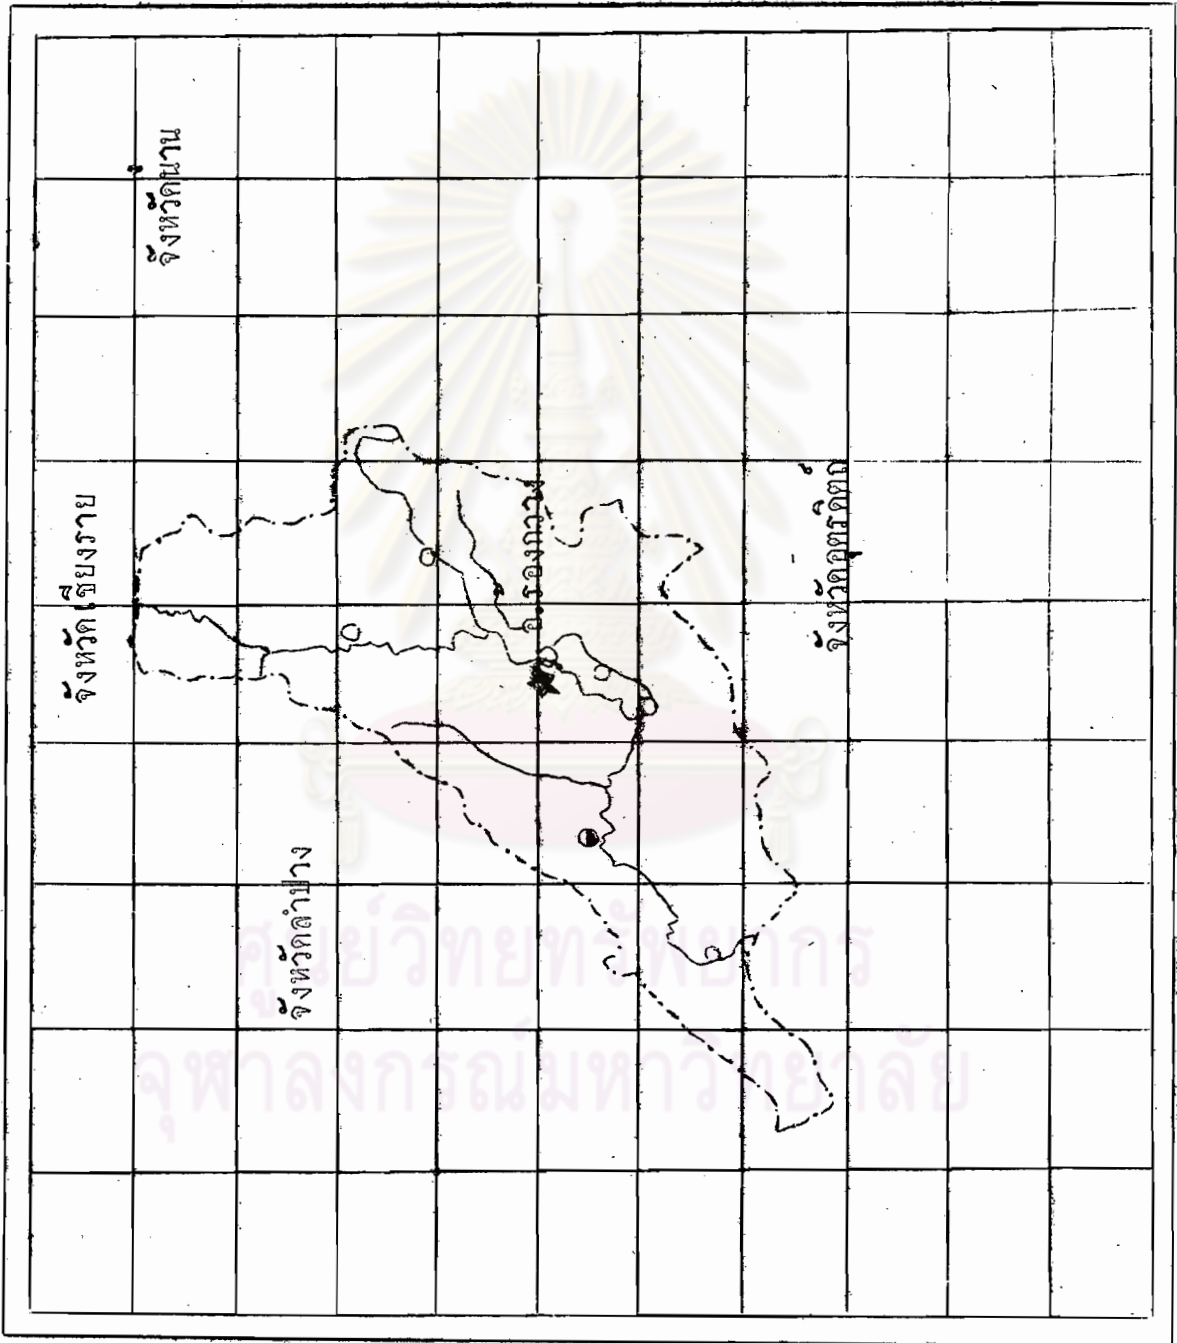 จังหวัดน่าน
จังหวัดเชียงราย
อ.ร้องกวาง
จังหวัดอุตรดิตถ์
จังหวัดลำปาง
ศูนย์วิทยทรัพยากร
จุฬาลงกรณ์มหาวิทยาลัย